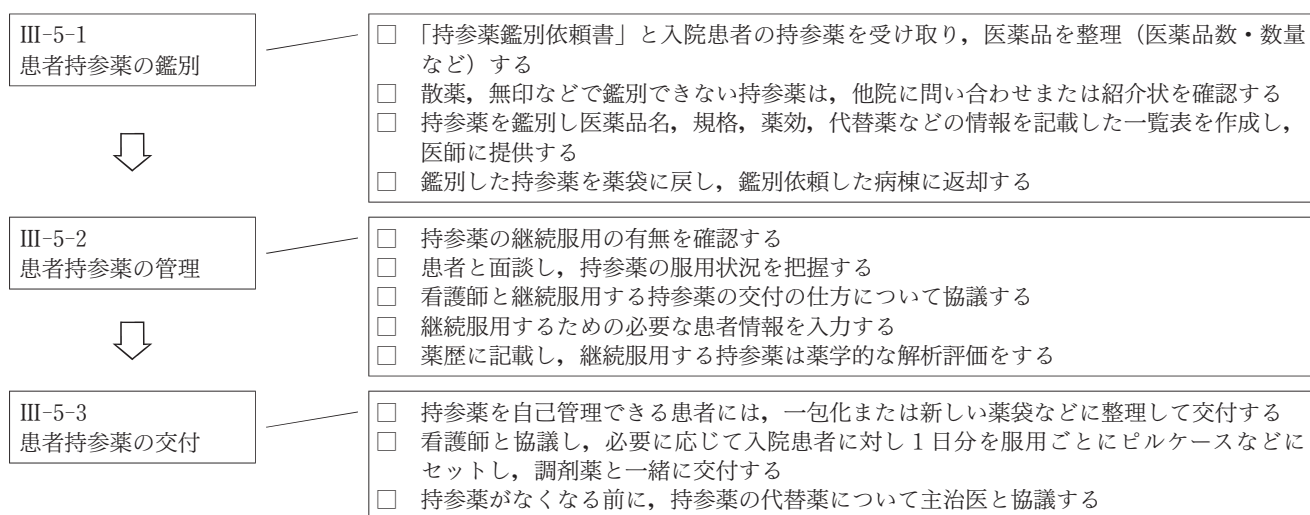 Ⅲ-5-1
患者持参薬の鑑別
□ 「持参薬鑑別依頼書」と入院患者の持参薬を受け取り，医薬品を整理（医薬品数・数量
など）する
□ 散薬，無印などで鑑別できない持参薬は，他院に問い合わせまたは紹介状を確認する
□ 持参薬を鑑別し医薬品名，規格，薬効，代替薬などの情報を記載した一覧表を作成し，
医師に提供する
□ 鑑別した持参薬を薬袋に戻し，鑑別依頼した病棟に返却する
Ⅲ-5-2
患者持参薬の管理
□ 持参薬の継続服用の有無を確認する
□ 患者と面談し，持参薬の服用状況を把握する
□ 看護師と継続服用する持参薬の交付の仕方について協議する
□ 継続服用するための必要な患者情報を入力する
□ 薬歴に記載し，継続服用する持参薬は薬学的な解析評価をする
Ⅲ-5-3
患者持参薬の交付
□ 持参薬を自己管理できる患者には，一包化または新しい薬袋などに整理して交付する
□ 看護師と協議し，必要に応じて入院患者に対し１日分を服用ごとにピルケースなどに
セットし，調剤薬と一緒に交付する
□ 持参薬がなくなる前に，持参薬の代替薬について主治医と協議する